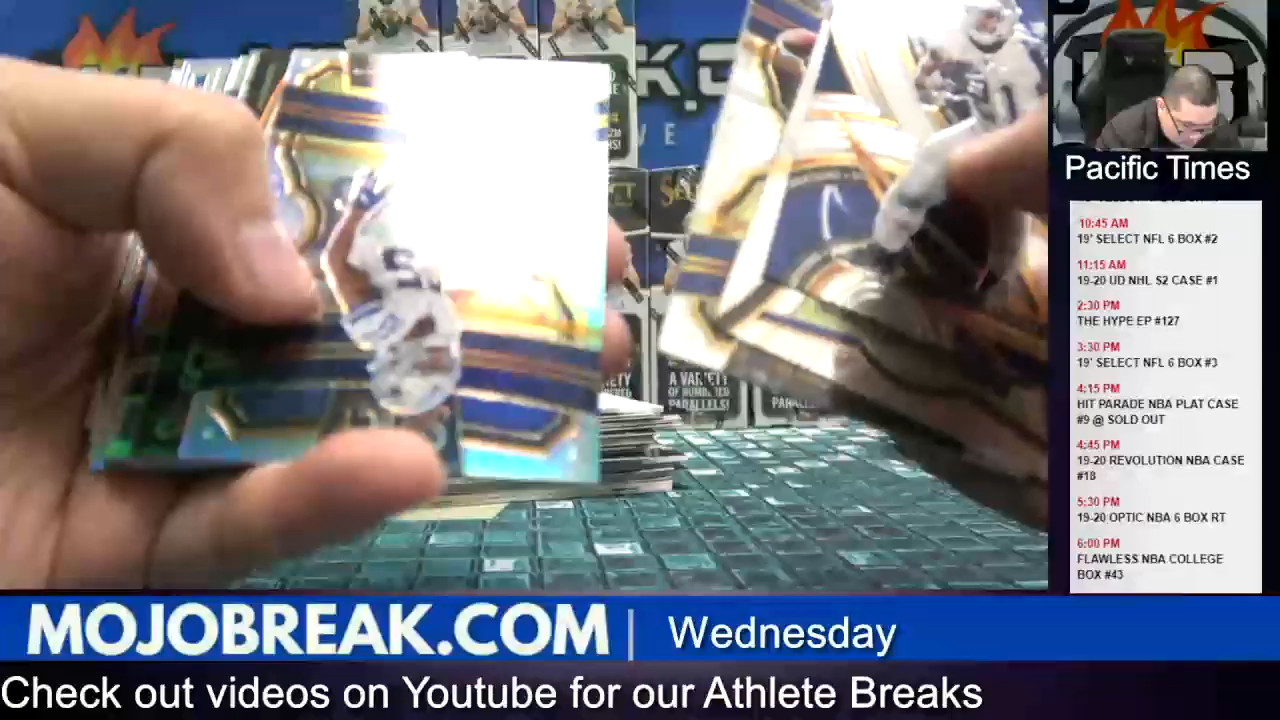 Pacific Times
10:45 AM
19' SELECT NFL 6 BOX #2
11:15 AM
19-20 UD NHL S2 CASE #1
2:30 PM
THE HYPE EP #127
3:30 PM
19' SELECT NFL 6 BOX #3
4:15 PM
HIT PARADE NBA PLAT CASE
#9 @ SOLD OUT
4:45 PM
19-20 REVOLUTION NBA CASE
#18
5:30 PM
19-20 OPTIC NBA 6 BOX RT
6:00 PM
FLAWLESS NBA COLLEGE
BOX #43
A VARIETY
OF NUMBERED
PARALLELS!
MOJOBREAK.COM | Wednesday
Check out videos on Youtube for our Athlete Breaks